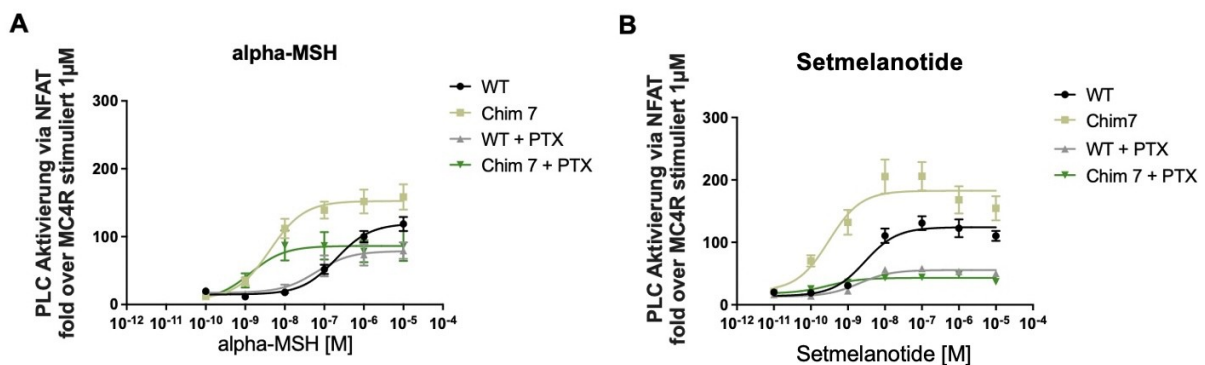 A
alpha-MSH
PLC Aktivierung via NFAT
fold over MC4R stimuliert 1µM
300
200
100
0
10-12 10-11 10-10 10-9 10-8 10-7 10-6 10-5 10-4
alpha-MSH [M]
WT
Chim 7
WT + PTX
Chim 7 + PTX
B
Setmelanotide
PLC Aktivierung via NFAT
fold over MC4R stimuliert 1µM
300
200
100
0
10-12 10-11 10-10 10-9 10-8 10-7 10-6 10-5 10-4
Setmelanotide [M]
WT
Chim7
WT + PTX
Chim 7 + PTX